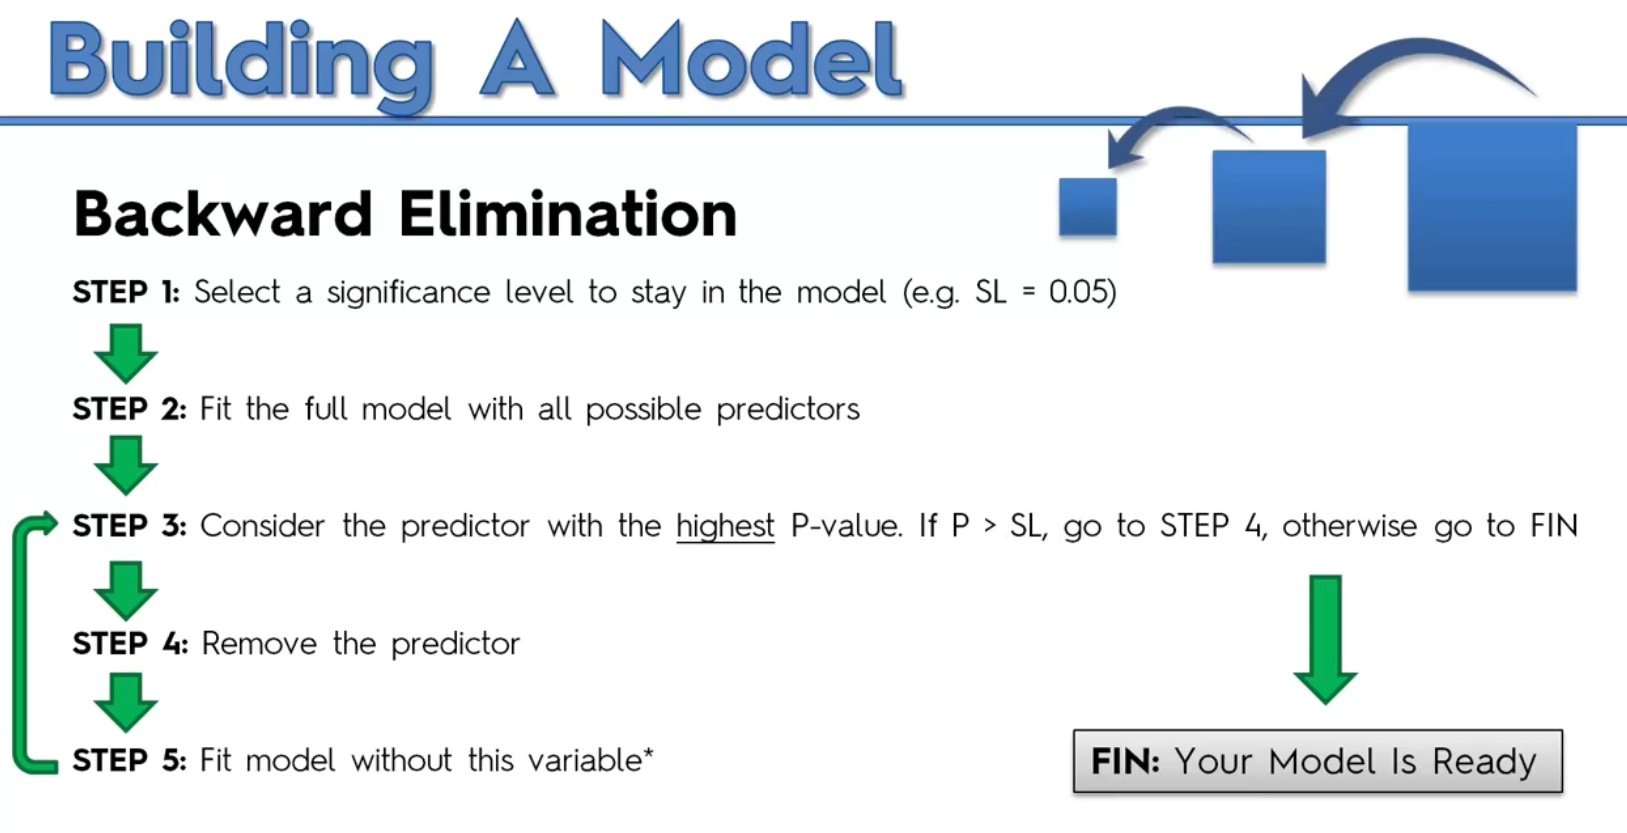 Building A Model
Backward Elimination
STEP 1: Select a significance level to stay in the model (e.g. SL = 0.05)
STEP 2: Fit the full model with all possible predictors
STEP 3: Consider the predictor with the highest P-value. If P > SL, go to STEP 4, otherwise go to FIN
STEP 4: Remove the predictor
STEP 5: Fit model without this variable*
FIN: Your Model Is Ready